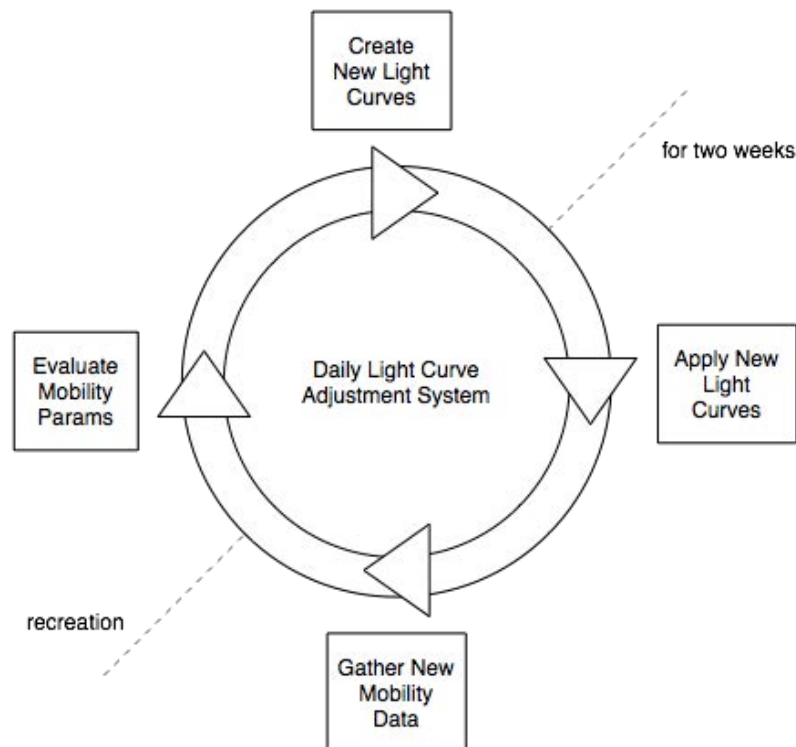 Create
New Light
Curves
for two weeks
Evaluate
Mobility
Params
Daily Light Curve
Adjustment System
Apply New
Light
Curves
recreation
Gather New
Mobility
Data